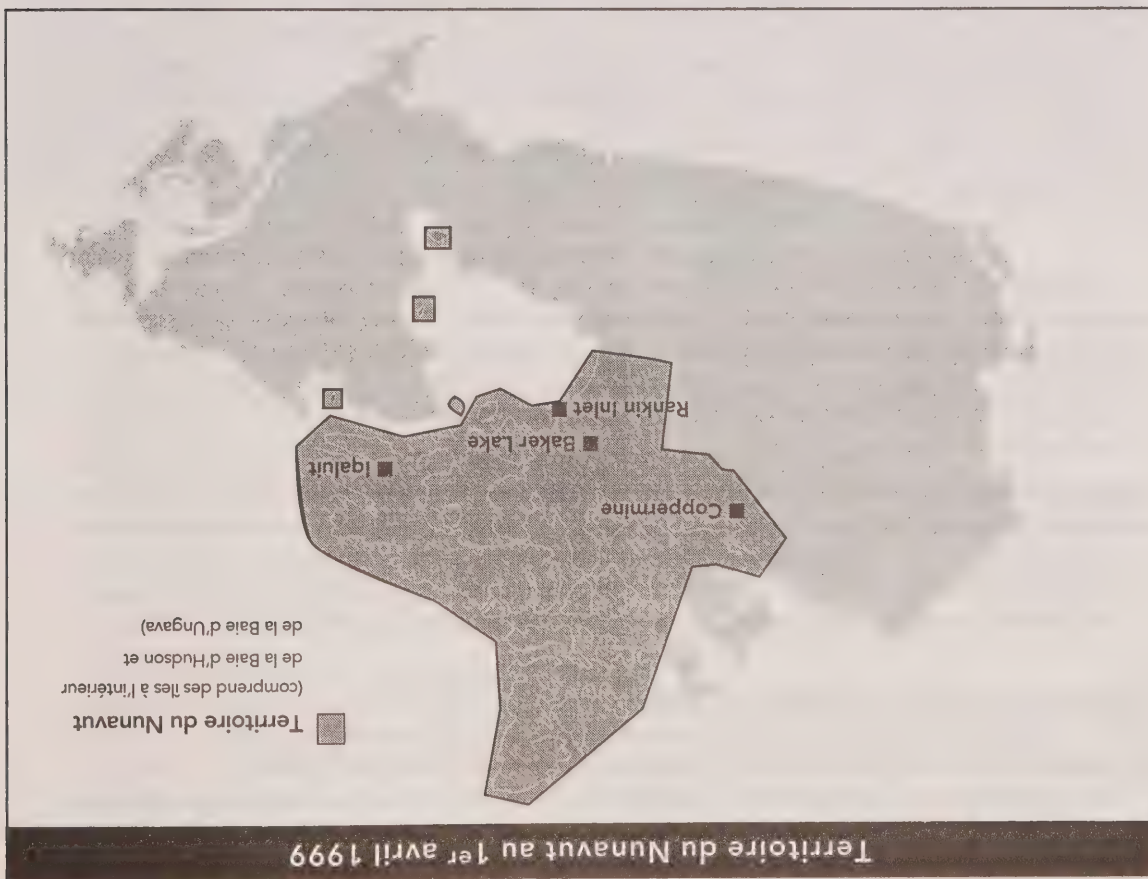 Territoire du Nunavut au 1er avril 1999
Territoire du Nunavut
(comprend des îles à l'intérieur
de la Baie d'Hudson et
de la Baie d'Ungava)
Coppermine
Iqaluit
Baker Lake
Rankin Inlet